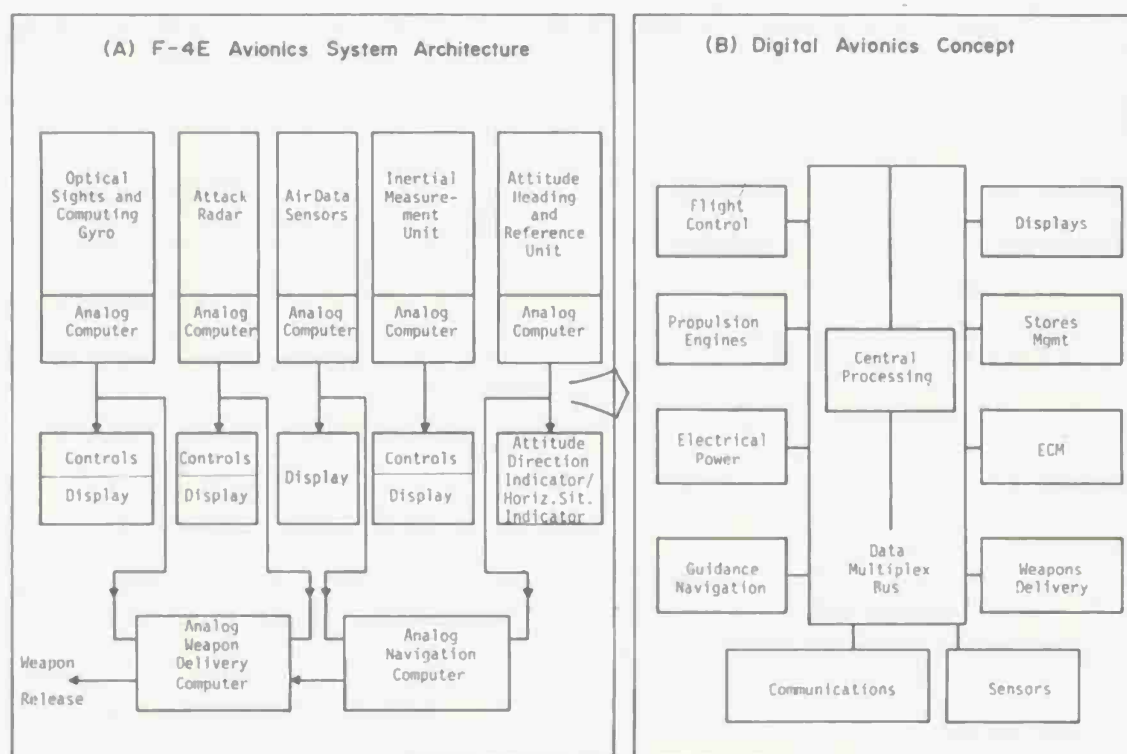 (A) F-4E Avionics System Architecture
Optical
Sights and
Computing
Gyro
Attack
Radar
Air Data
Sensors
Inertial
Measure-
ment
Unit
Attitude
Heading
and
Reference
Unit
Analog
Computer
Analog
Computer
Analog
Computer
Analog
Computer
Analog
Computer
Controls
Display
Controls
Display
Display
Controls
Display
Attitude
Direction
Indicator/
Horiz.Sit.
Indicator
Analog
Weapon
Delivery
Computer
Analog
Navigation
Computer
Weapon
Release
(B) Digital Avionics Concept
Flight
Control
Displays
Propulsion
Engines
Central
Processing
Stores
Mgmt
Electrical
Power
ECM
Guidance
Navigation
Data
Multiplex
Bus
Weapons
Delivery
Communications
Sensors